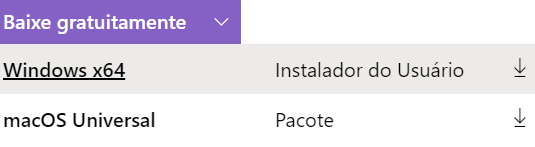 Baixe gratuitamente
Windows x64 Instalador do Usuário
macOS Universal Pacote